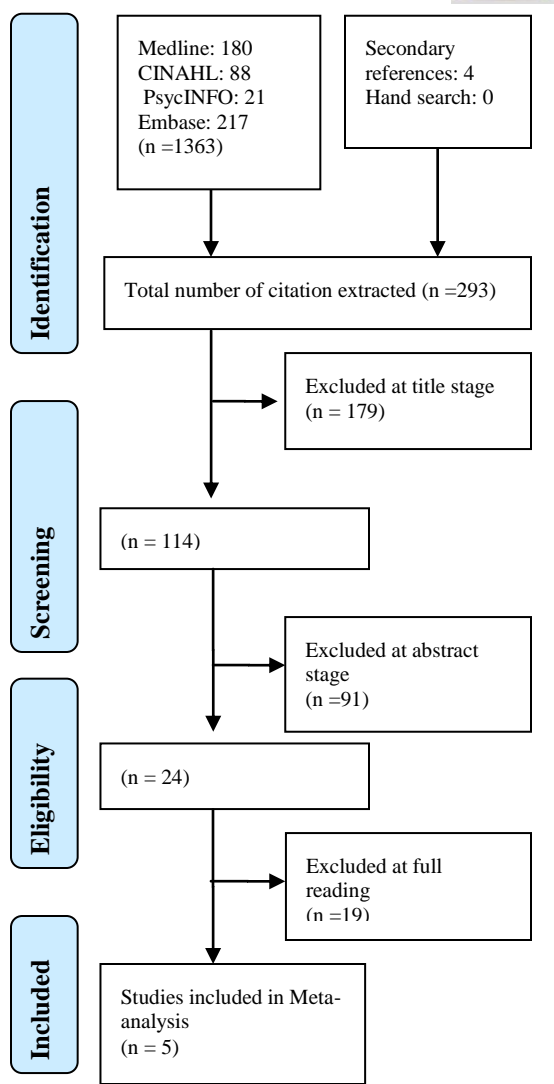 Identification
Medline: 180
CINAHL: 88
PsycINFO: 21
Embase: 217
(n =1363)
Secondary
references: 4
Hand search: 0
Total number of citation extracted (n =293)
Excluded at title stage
(n = 179)
Screening
(n = 114)
Excluded at abstract
stage
(n =91)
Eligibility
(n = 24)
Excluded at full
reading
(n =19)
Included
Studies included in Meta-
analysis
(n = 5)